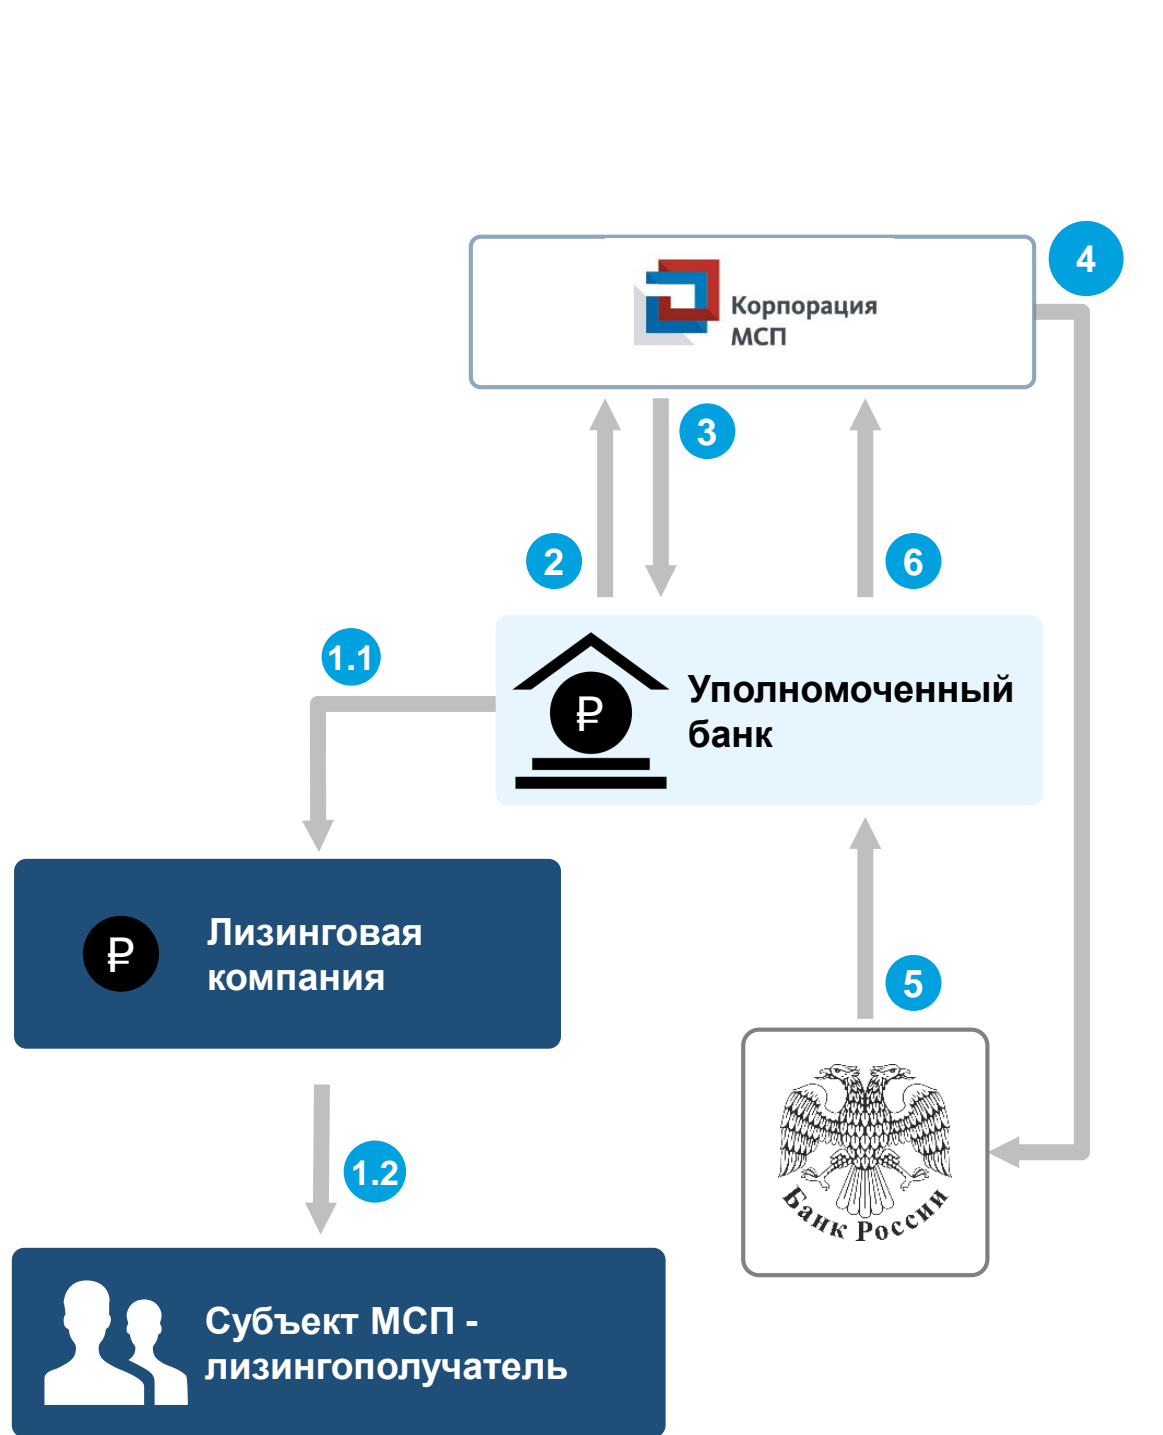 4
Корпорация
МСП
3
2
6
1.1
₽
Уполномоченный
банк
₽
Лизинговая
компания
5
1.2
Банк России
Субъект МСП -
лизингополучатель